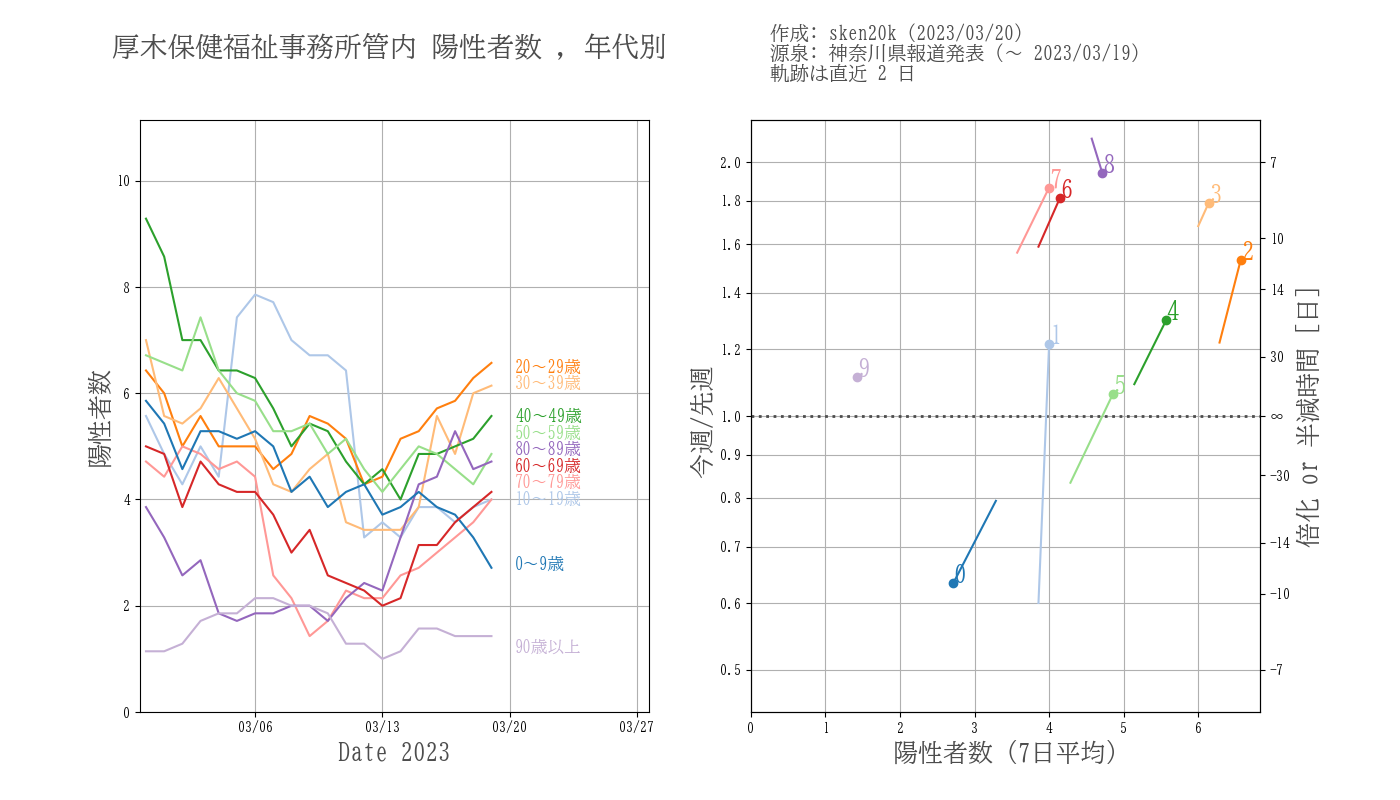 厚木保健福祉事務所管内 陽性者数 , 年代別
作成: sken20k (2023/03/20)
源泉: 神奈川県報道発表 (～ 2023/03/19)
軌跡は直近 2 日
陽性者数
10
8
6
4
2
0
03/06
03/13
03/20
03/27
Date 2023
20～29歳
30～39歳
40～49歳
50～59歳
80～89歳
60～69歳
70～79歳
10～19歳
0～9歳
90歳以上
今週/先週
2.0
1.8
1.6
1.4
1.2
1.0
0.9
0.8
0.7
0.6
0.5
0
1
2
3
4
5
6
陽性者数 (7日平均)
8
7
6
3
2
4
1
9
5
0
7
10
14
30
∞
-30
-14
-10
-7
倍化 or 半減時間 [日]